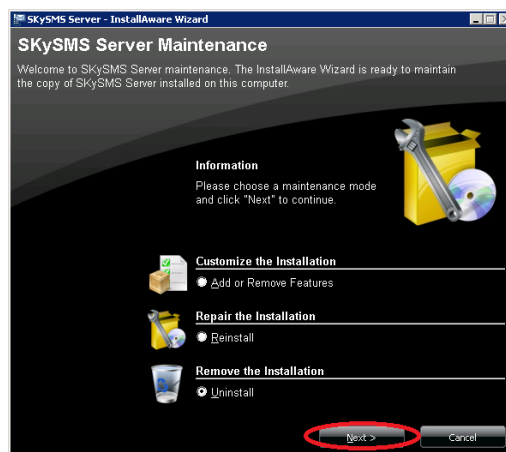 SKySMS Server - InstallAware Wizard
SKySMS Server Maintenance
Welcome to SKySMS Server maintenance. The InstallAware Wizard is ready to maintain
the copy of SKySMS Server installed on this computer.
Information
Please choose a maintenance mode
and click "Next" to continue.
Customize the Installation
Add or Remove Features
Repair the Installation
Reinstall
Remove the Installation
Uninstall
Next >
Cancel